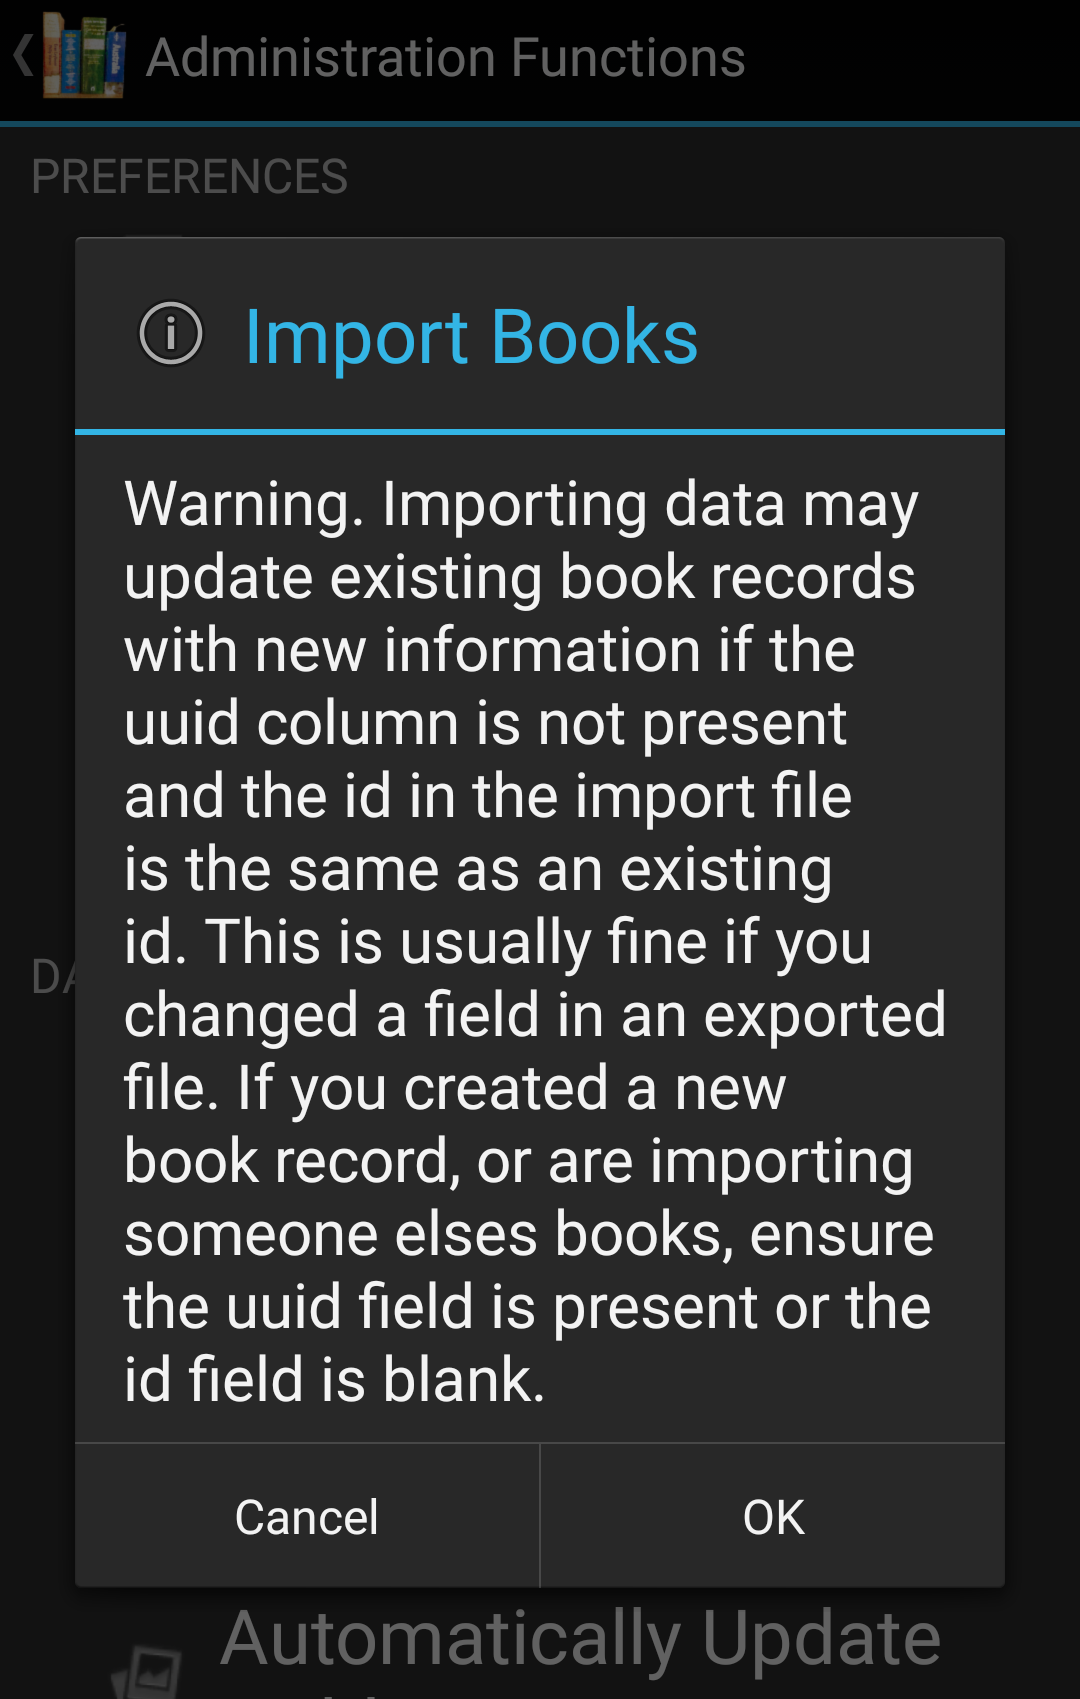 Administration Functions
PREFERENCES
Import Books
Warning. Importing data may
update existing book records
with new information if the
uuid column is not present
and the id in the import file
is the same as an existing
id. This is usually fine if you
changed a field in an exported
file. If you created a new
book record, or are importing
someone elses books, ensure
the uuid field is present or the
id field is blank.
Cancel
OK
Automatically Update